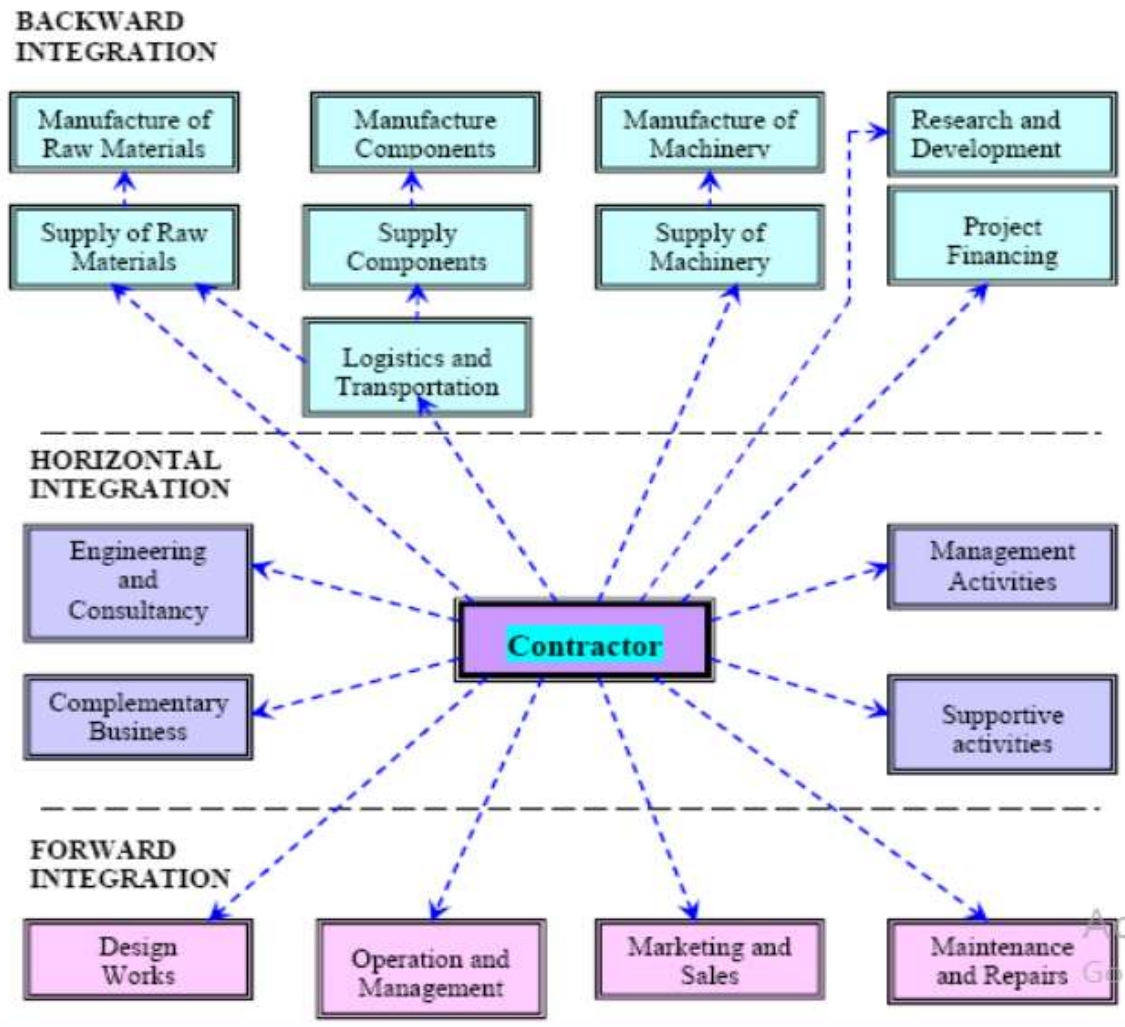 BACKWARD
INTEGRATION
Manufacture of
Raw Materials
Manufacture
Components
Manufacture of
Machinery
Research and
Development
Supply of Raw
Materials
Supply
Components
Supply of
Machinery
Project
Financing
Logistics and
Transportation
HORIZONTAL
INTEGRATION
Engineering
and
Consultancy
Management
Activities
Contractor
Complementary
Business
Supportive
activities
FORWARD
INTEGRATION
Design
Works
Operation and
Management
Marketing and
Sales
Maintenance
and Repairs